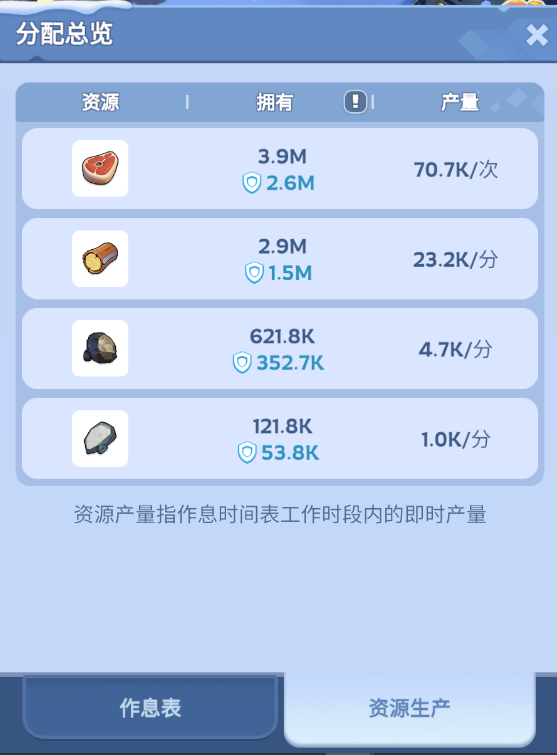 分配总览
资源 拥有 产量
3.9M
2.6M
70.7K/次
2.9M
1.5M
23.2K/分
621.8K
352.7K
4.7K/分
121.8K
53.8K
1.0K/分
资源产量指作息时间表工作时段内的即时产量
作息表
资源生产